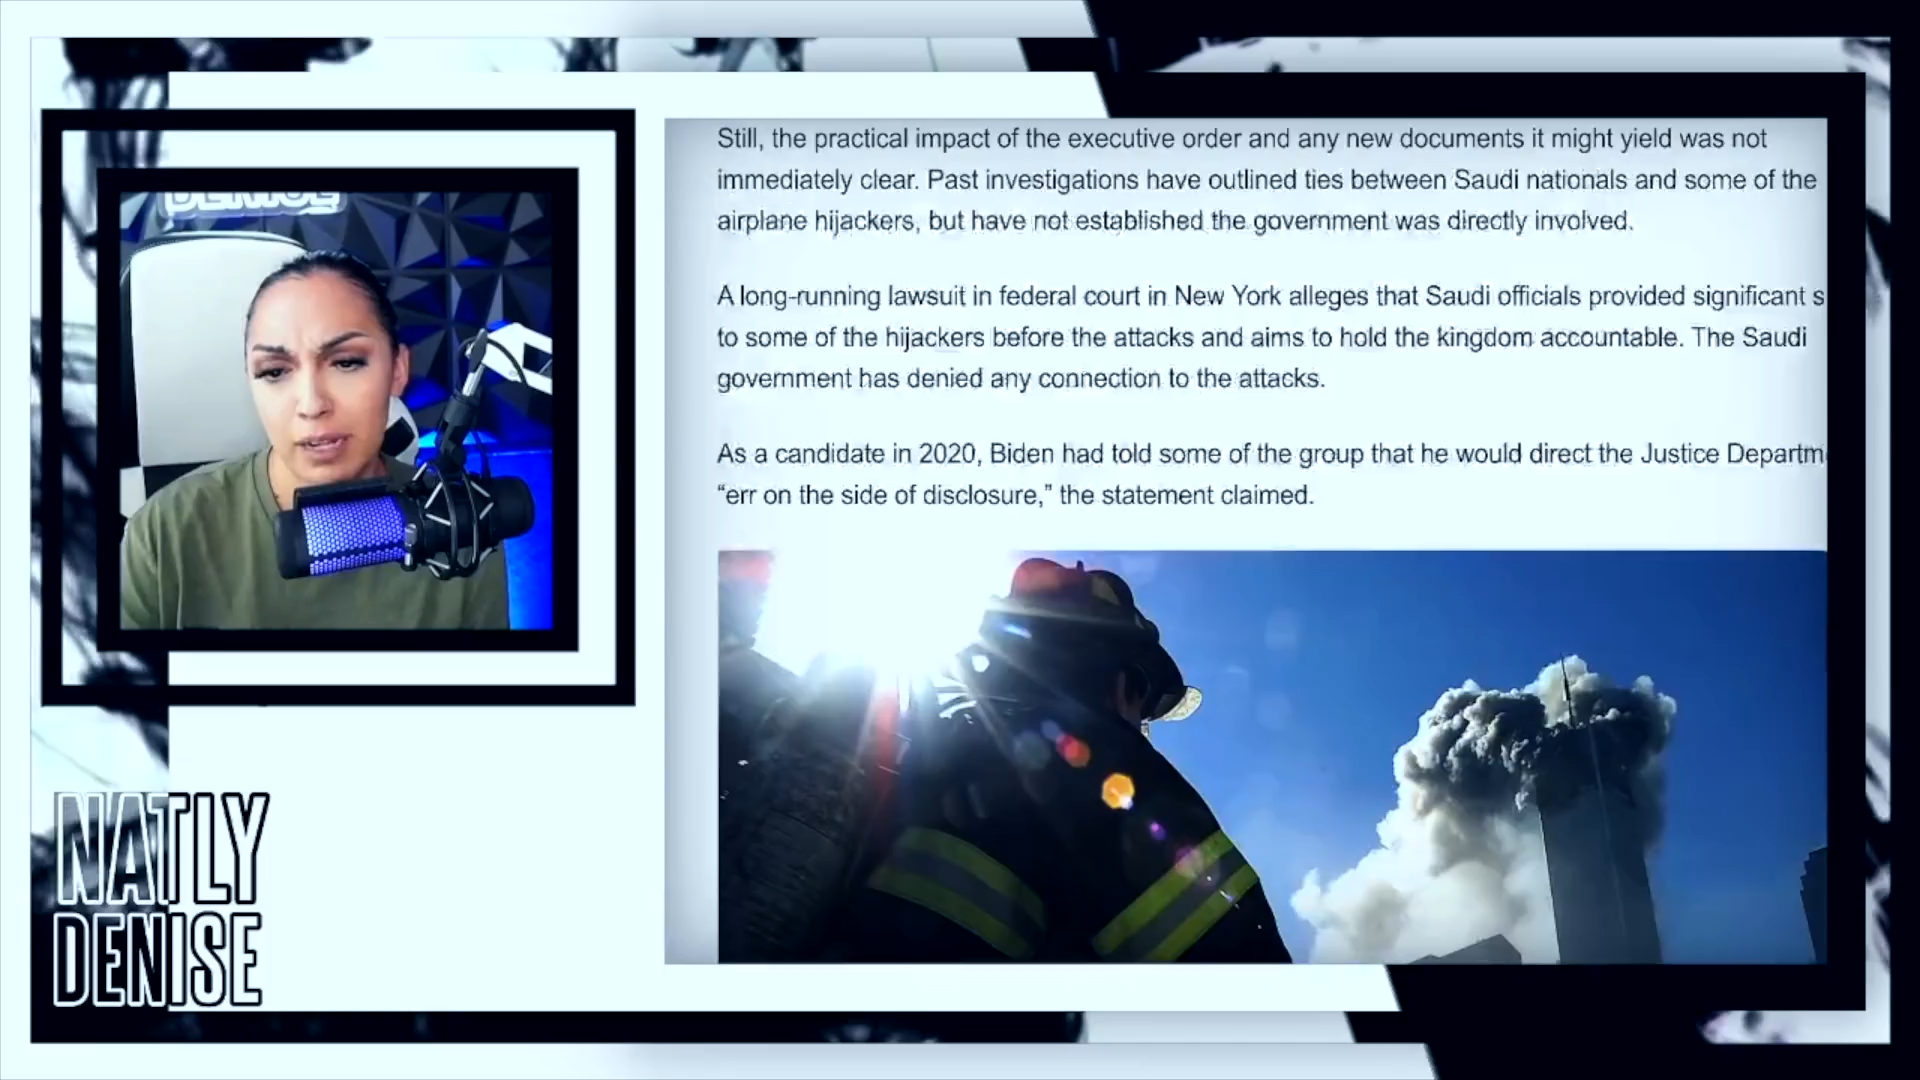 DENISE
Still, the practical impact of the executive order and any new documents it might yield was not
immediately clear. Past investigations have outlined ties between Saudi nationals and some of the
airplane hijackers, but have not established the government was directly involved.
A long-running lawsuit in federal court in New York alleges that Saudi officials provided significant s
to some of the hijackers before the attacks and aims to hold the kingdom accountable. The Saudi
government has denied any connection to the attacks.
As a candidate in 2020, Biden had told some of the group that he would direct the Justice Departm
“err on the side of disclosure,” the statement claimed.
NATLY
DENISE